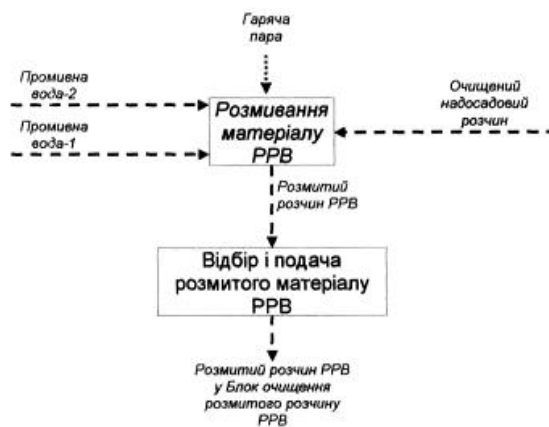 Гаряча
пара
Промивна
вода-2
Очищений
надосадовий
розчин
Розмивання
матеріалу
РРВ
Промивна
вода-1
Розмитий
розчин РРВ
Відбір і подача
розмитого матеріалу
РРВ
Розмитий розчин РРВ
у Блок очищення
розмитого розчину
РРВ